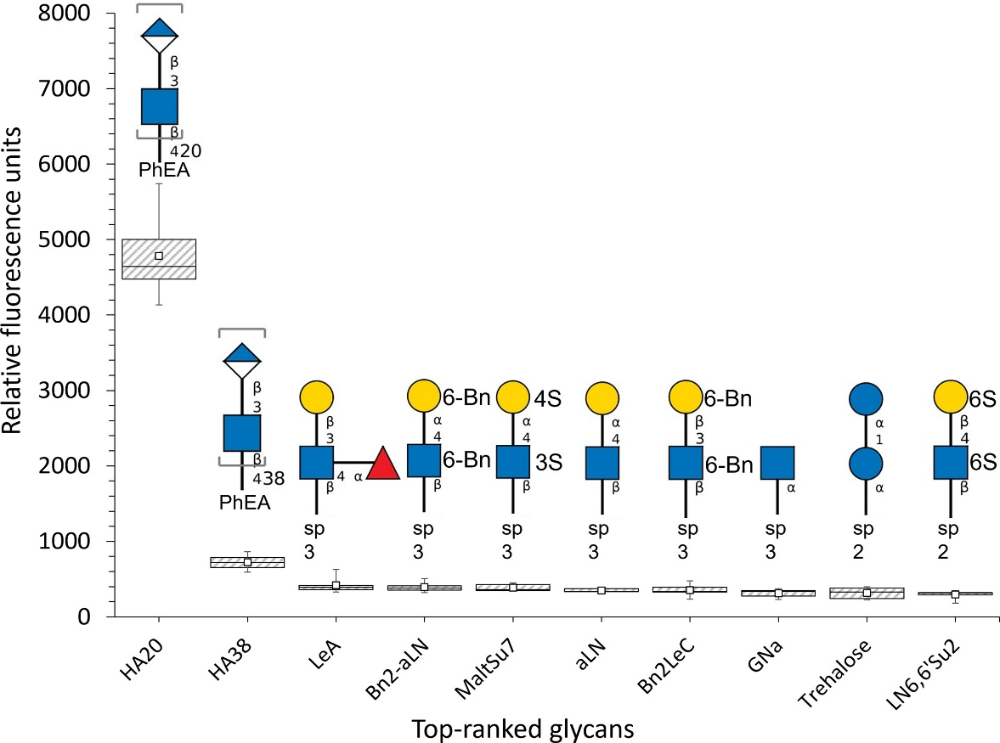 Relative fluorescence units
8000
7000
6000
5000
4000
3000
2000
1000
0
β
3
β
420
PhEA
β
3
β
438
PhEA
β
3
4 α
β
sp
3
6-Bn
α
4
6-Bn
β
sp
3
4S
α
4
3S
β
sp
3
α
4
β
sp
3
6-Bn
β
3
6-Bn
β
sp
3
α
sp
3
α
1
α
sp
2
6S
β
4
6S
β
sp
2
HA20
HA38
LeA
Bn2-aLN
MaltSu7
aLN
Bn2LeC
GNa
Trehalose
LN6,6'Su2
Top-ranked glycans